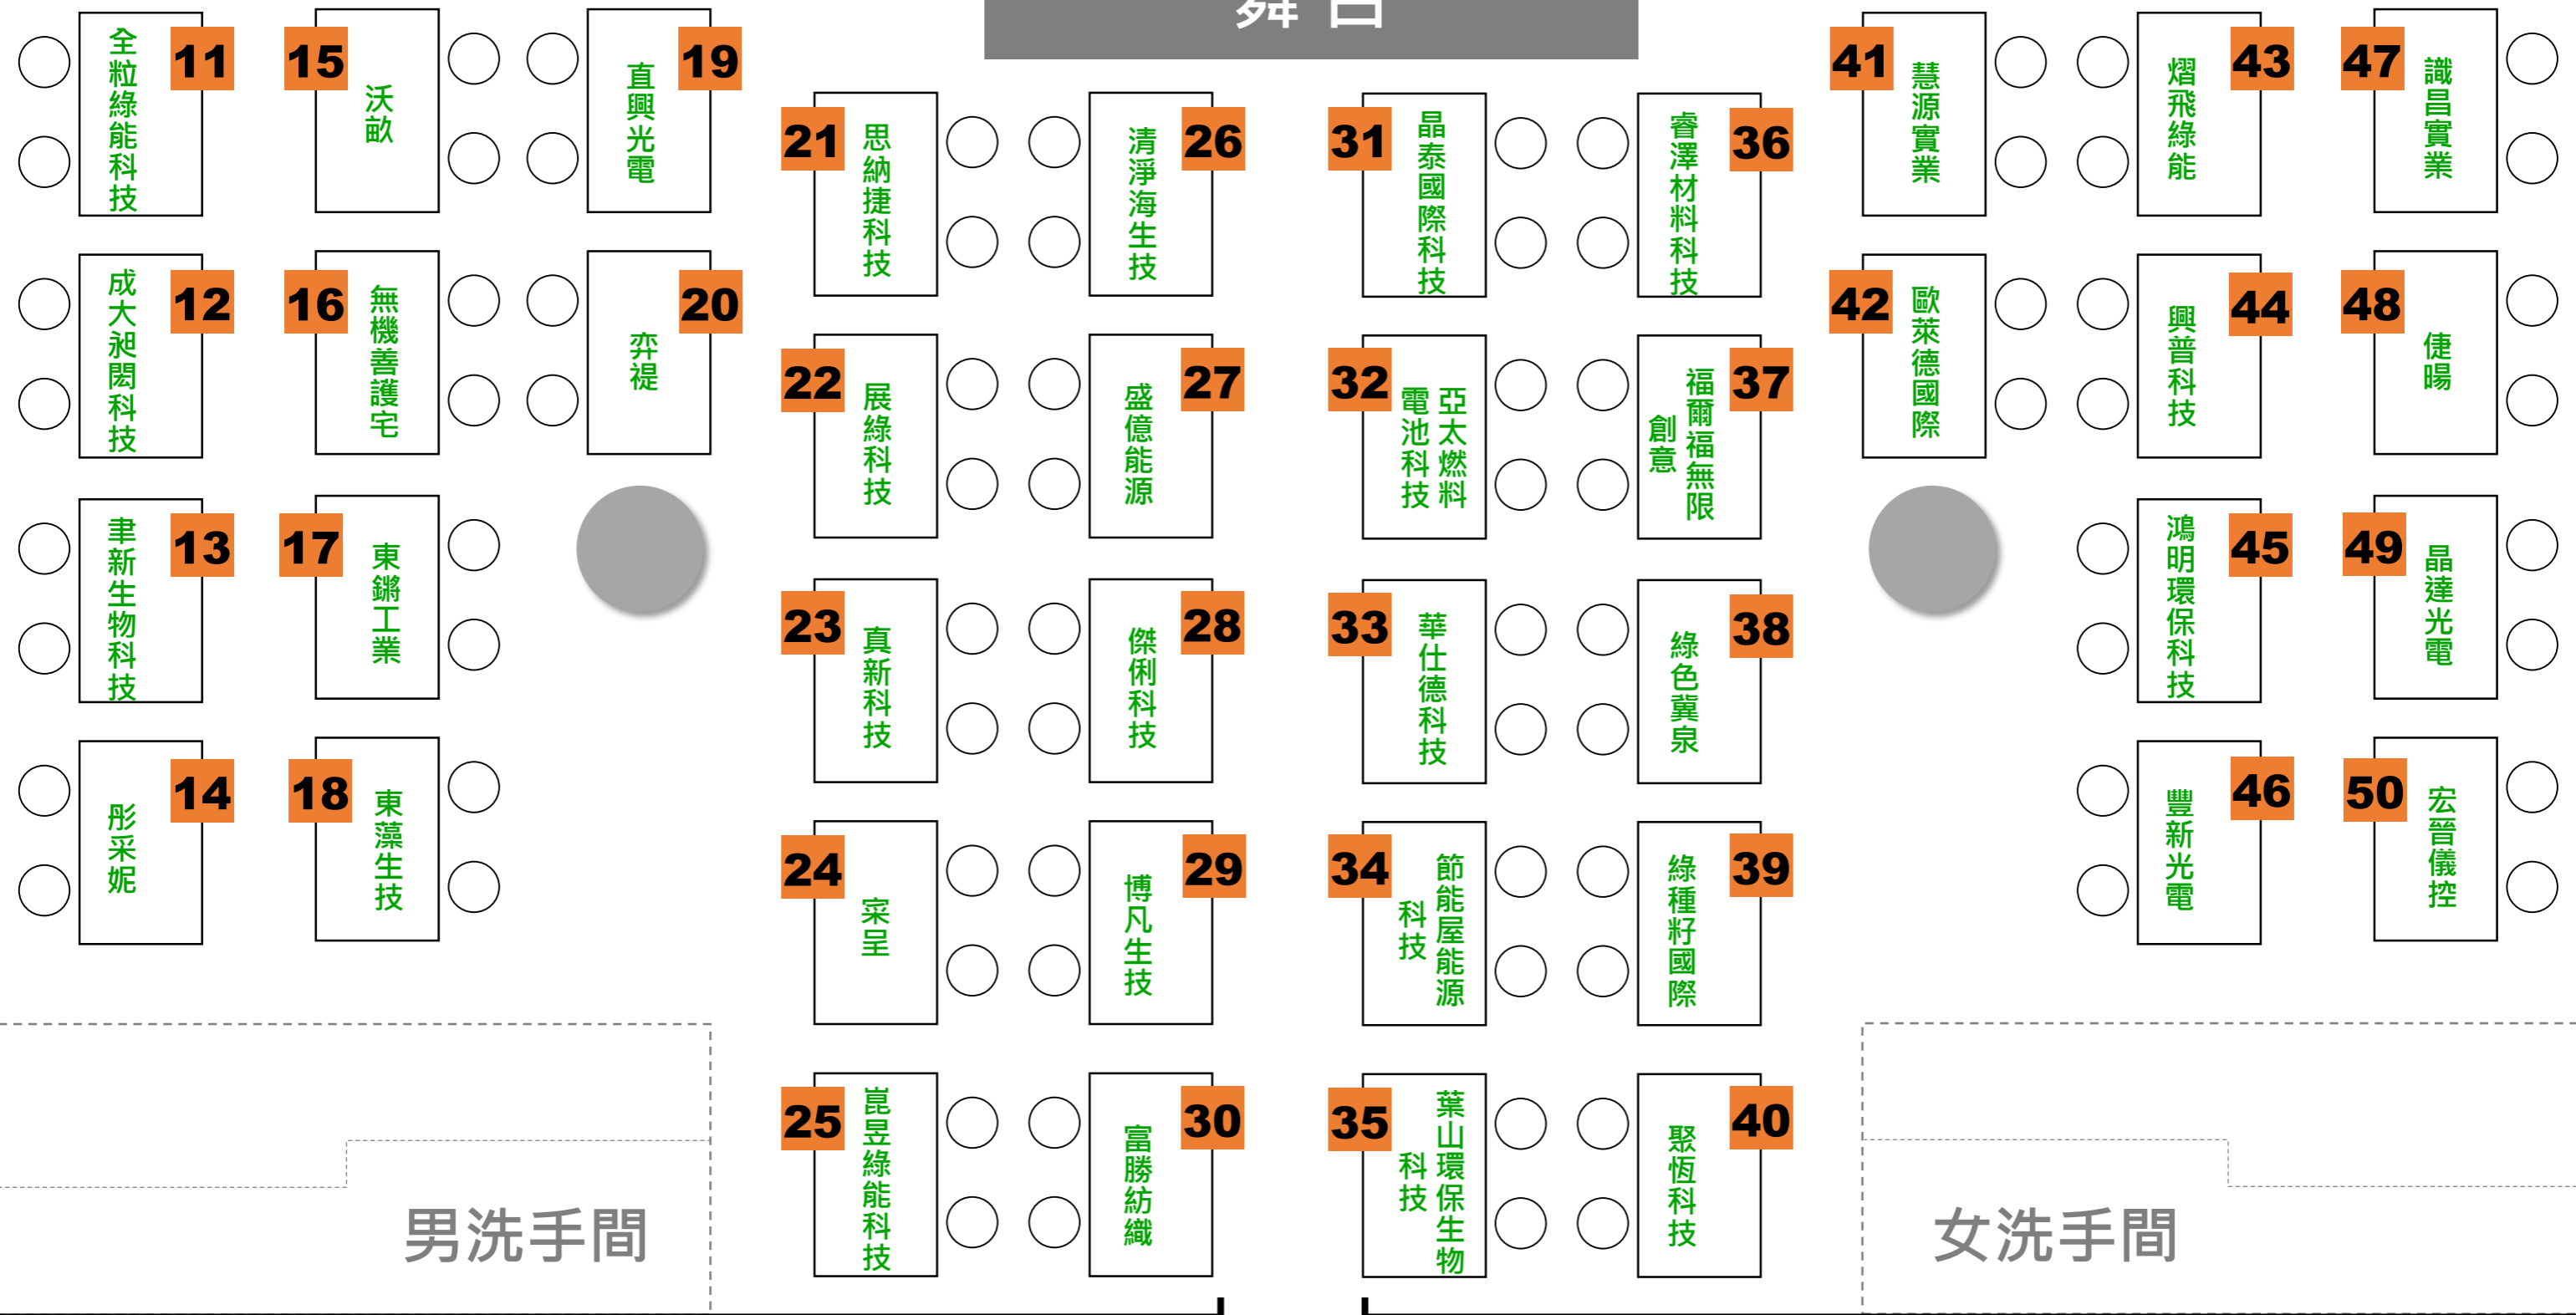 舞台
11
全粒綠能科技
15
沃畝
19
直興光電
12
成大昶閎科技
16
無機善護宅
20
弈禔
13
聿新生物科技
17
東鏘工業
14
彤采妮
18
東藻生技
21
思納捷科技
26
清淨海生技
22
展綠科技
27
盛億能源
23
真新科技
28
傑俐科技
24
寀呈
29
博凡生技
25
崑昱綠能科技
30
富勝紡織
31
晶泰國際科技
36
睿澤材料科技
32
亞太燃料
電池科技
37
福爾福無限
創意
33
華仕德科技
38
綠色冀泉
34
節能屋能源
科技
39
綠種籽國際
35
葉山環保生物
科技
40
聚恆科技
41
慧源實業
43
熠飛綠能
47
識昌實業
42
歐萊德國際
44
興普科技
48
倢暘
45
鴻明環保科技
49
晶達光電
46
豐新光電
50
宏晉儀控
男洗手間
女洗手間